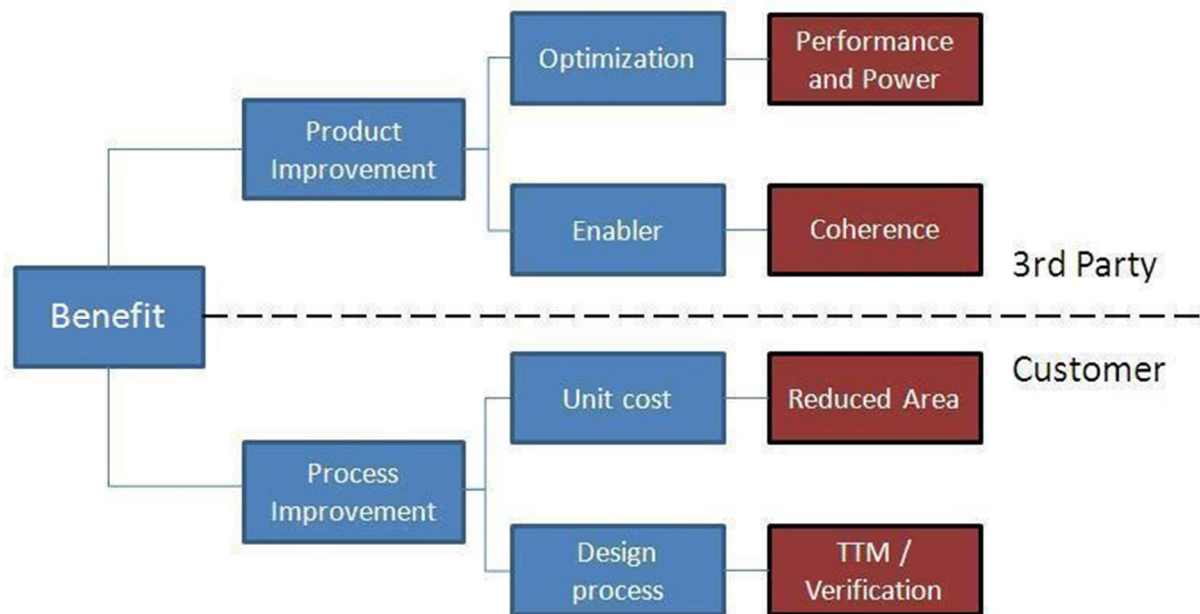 Optimization
Performance
and Power
Product
Improvement
Enabler
Coherence
3rd Party
Benefit
Customer
Unit cost
Reduced Area
Process
Improvement
Design
process
TTM /
Verification